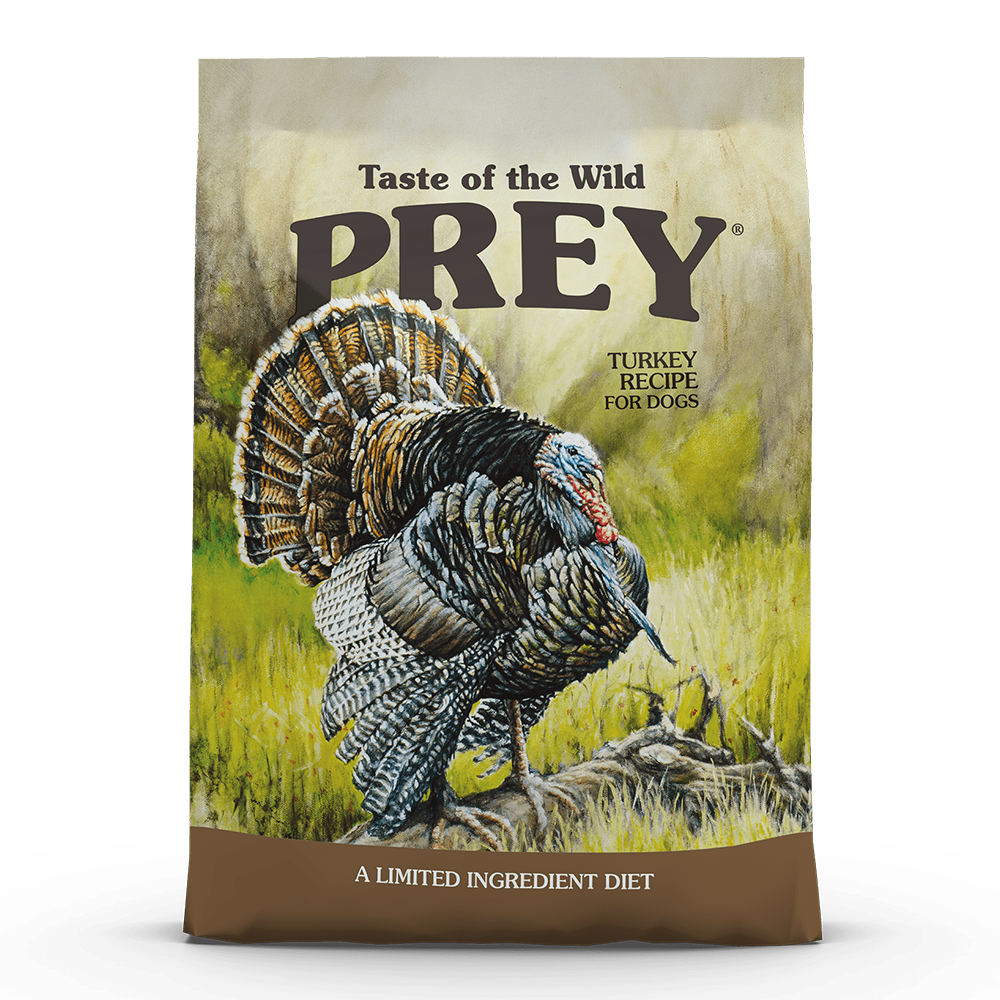 Taste of the Wild
PREY®
TURKEY
RECIPE
FOR DOGS
A LIMITED INGREDIENT DIET